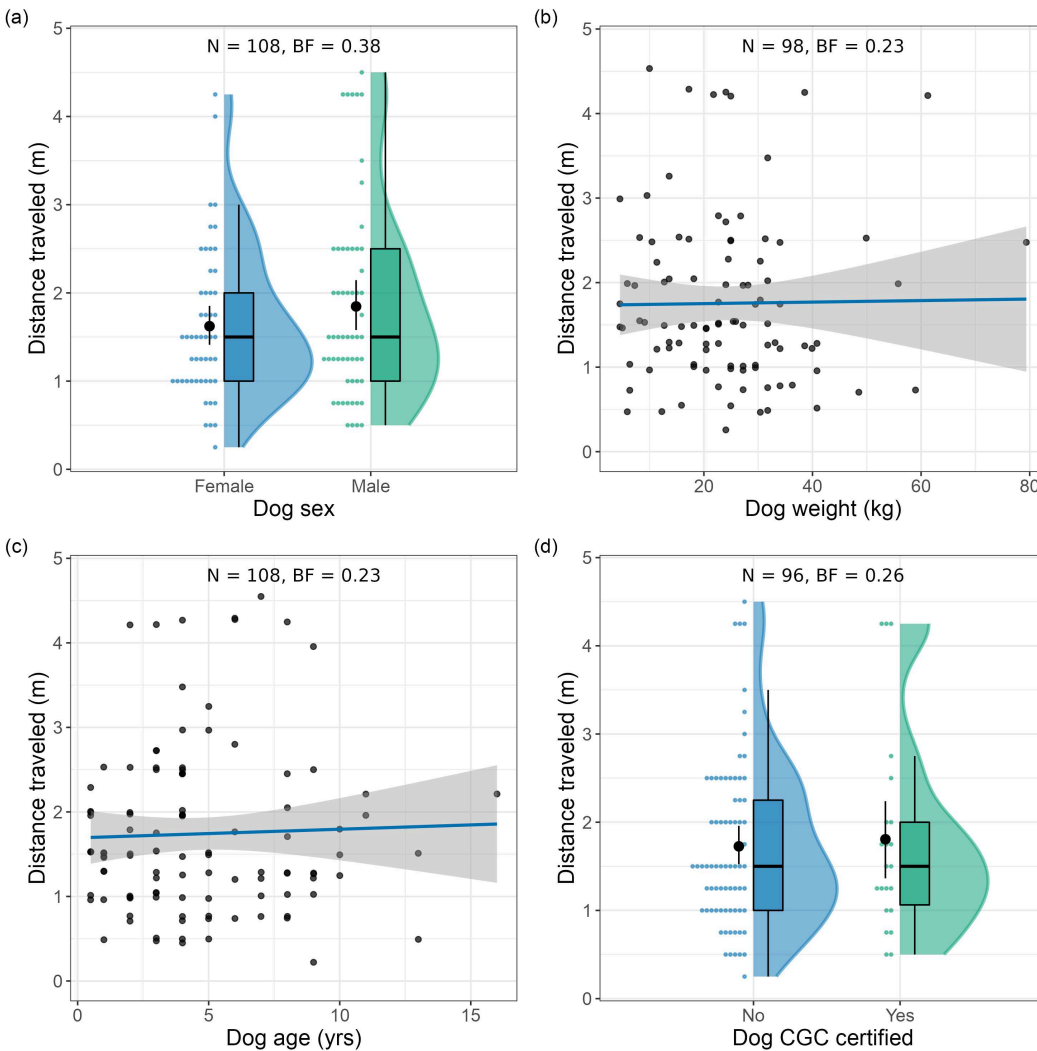 (a)
N = 108, BF = 0.38
5
4
3
2
1
0
Distance traveled (m)
Female Male
Dog sex
(b)
N = 98, BF = 0.23
5
4
3
2
1
0
Distance traveled (m)
20 40 60 80
Dog weight (kg)
(c)
N = 108, BF = 0.23
5
4
3
2
1
0
Distance traveled (m)
0 5 10 15
Dog age (yrs)
(d)
N = 96, BF = 0.26
5
4
3
2
1
0
Distance traveled (m)
No Yes
Dog CGC certified